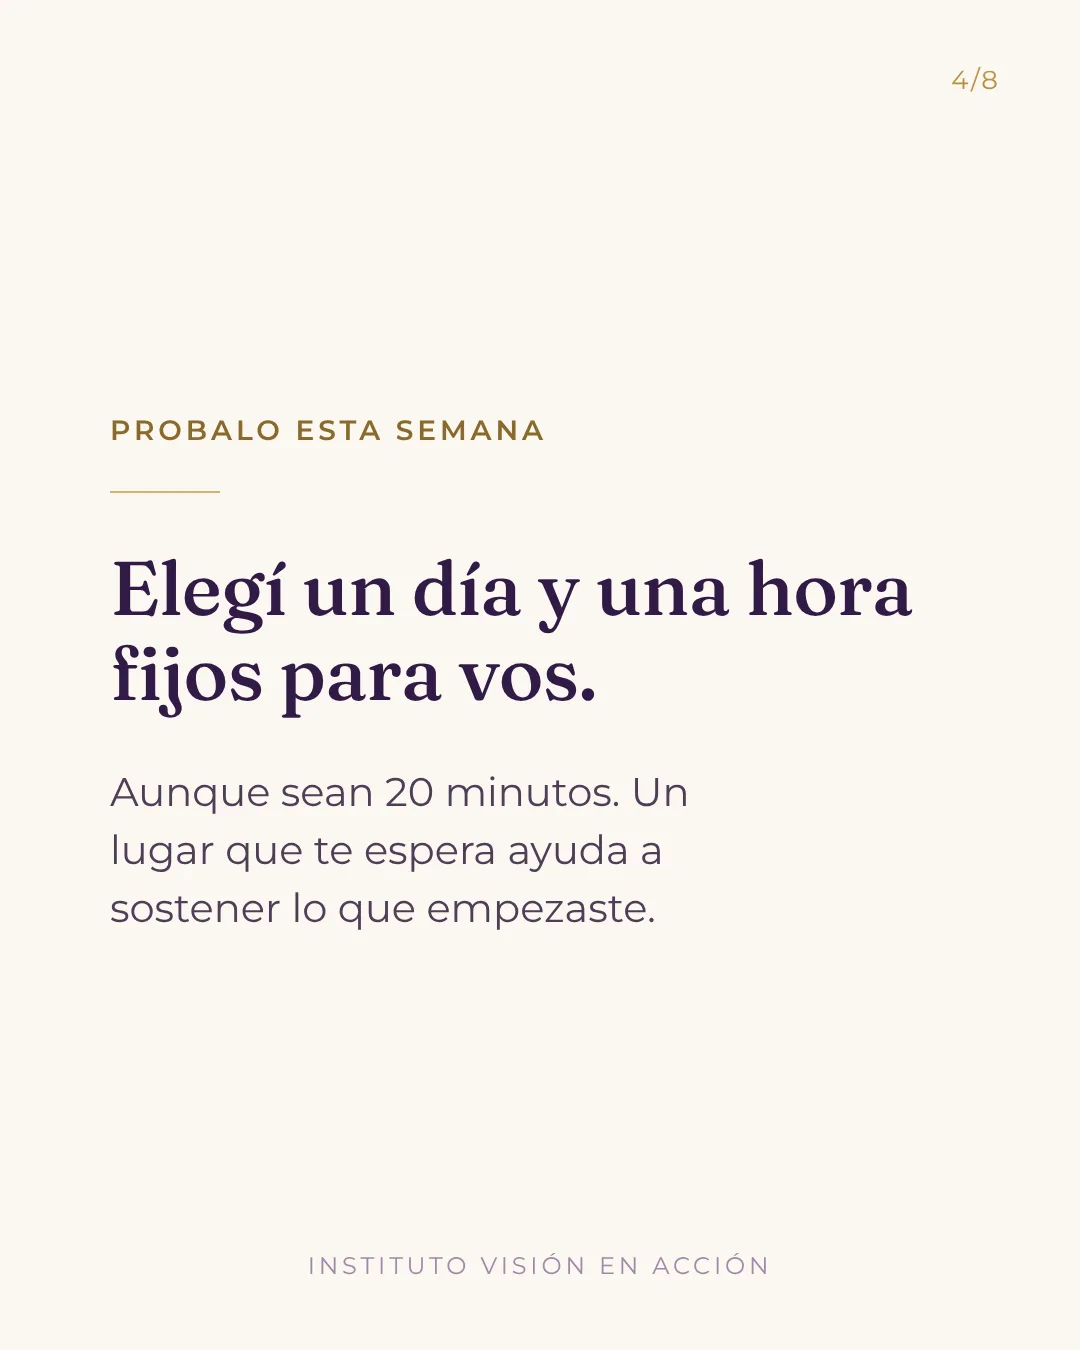 4/8
PROBALO ESTA SEMANA
Elegí un día y una hora
fijos para vos.
Aunque sean 20 minutos. Un
lugar que te espera ayuda a
sostener lo que empezaste.
INSTITUTO VISIÓN EN ACCIÓN